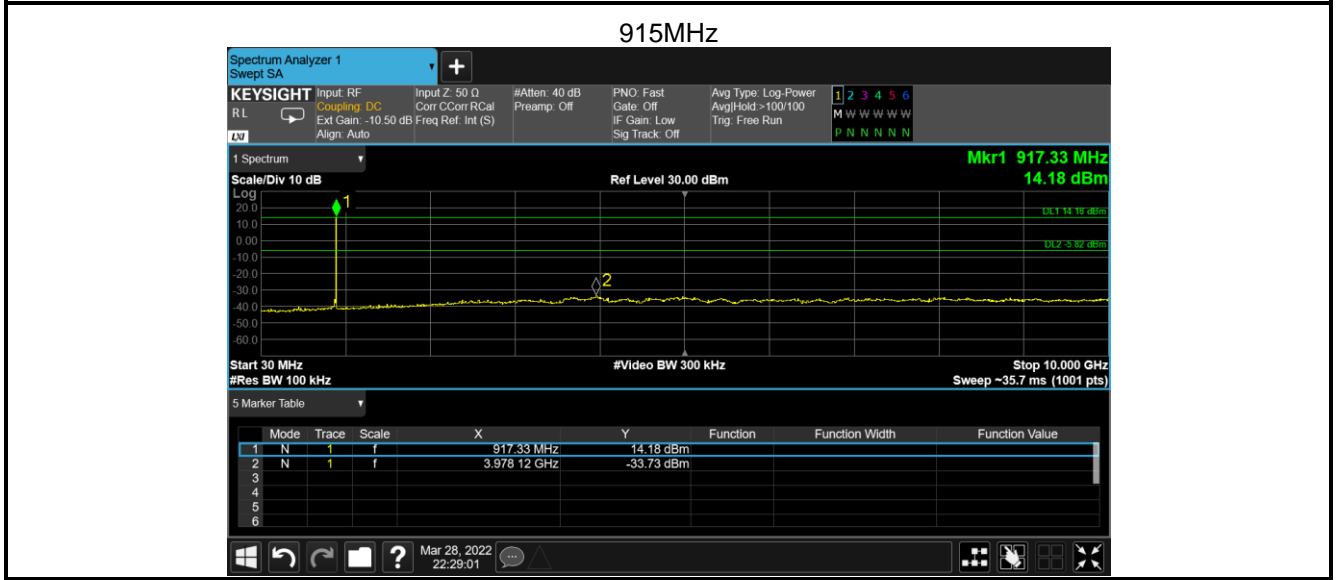 915MHz
Spectrum Analyzer 1
Swept SA
+
KEYSIGHT Input: RF Input Z: 50 Ω #Atten: 40 dB PNO: Fast Avg Type: Log-Power 1 2 3 4 5 6
RL Coupling: DC Corr CCorr RCal Preamp: Off Gate: Off Avg|Hold:>100/100 M W W W W W
Ext Gain: -10.50 dB Freq Ref: Int (S) IF Gain: Low Trig: Free Run
LXI Align: Auto Sig Track: Off P N N N N N
1 Spectrum Mkr1 917.33 MHz
Scale/Div 10 dB Ref Level 30.00 dBm 14.18 dBm
Log
1
20.0
DL1 14.18 dBm
10.0
0.00
DL2 -5.82 dBm
-10.0
-20.0
2
-30.0
-40.0
-50.0
-60.0
Start 30 MHz #Video BW 300 kHz Stop 10.000 GHz
#Res BW 100 kHz Sweep ~35.7 ms (1001 pts)
5 Marker Table
Mode Trace Scale X Y Function Function Width Function Value
1 N 1 f 917.33 MHz 14.18 dBm
2 N 1 f 3.978 12 GHz -33.73 dBm
3
4
5
6
? Mar 28, 2022
22:29:01